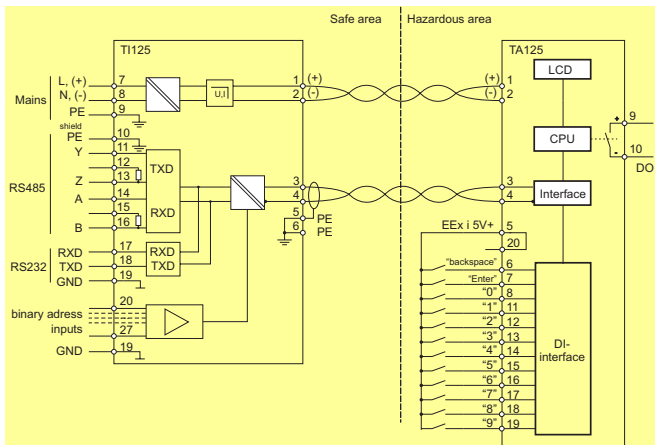 Safe area
Hazardous area
TI125
TA125
Mains
L, (+)
7
N, (-)
8
PE
9
U,I
1
(+)
2
(-)
(+)
1
(-)
2
LCD
CPU
+
-
9
10
DO
RS485
shield
PE
10
Y
11
12
Z
13
A
14
15
B
16
TXD
RXD
3
4
5
6
PE
PE
3
4
Interface
RS232
RXD
17
TXD
18
GND
19
RXD
TXD
binary adress
inputs
20
27
GND
19
EEx i 5V+
5
20
"backspace"
6
"Enter"
7
"0"
8
"1"
11
"2"
12
"3"
13
"4"
14
"5"
15
"6"
16
"7"
17
"8"
18
"9"
19
DI-
interface